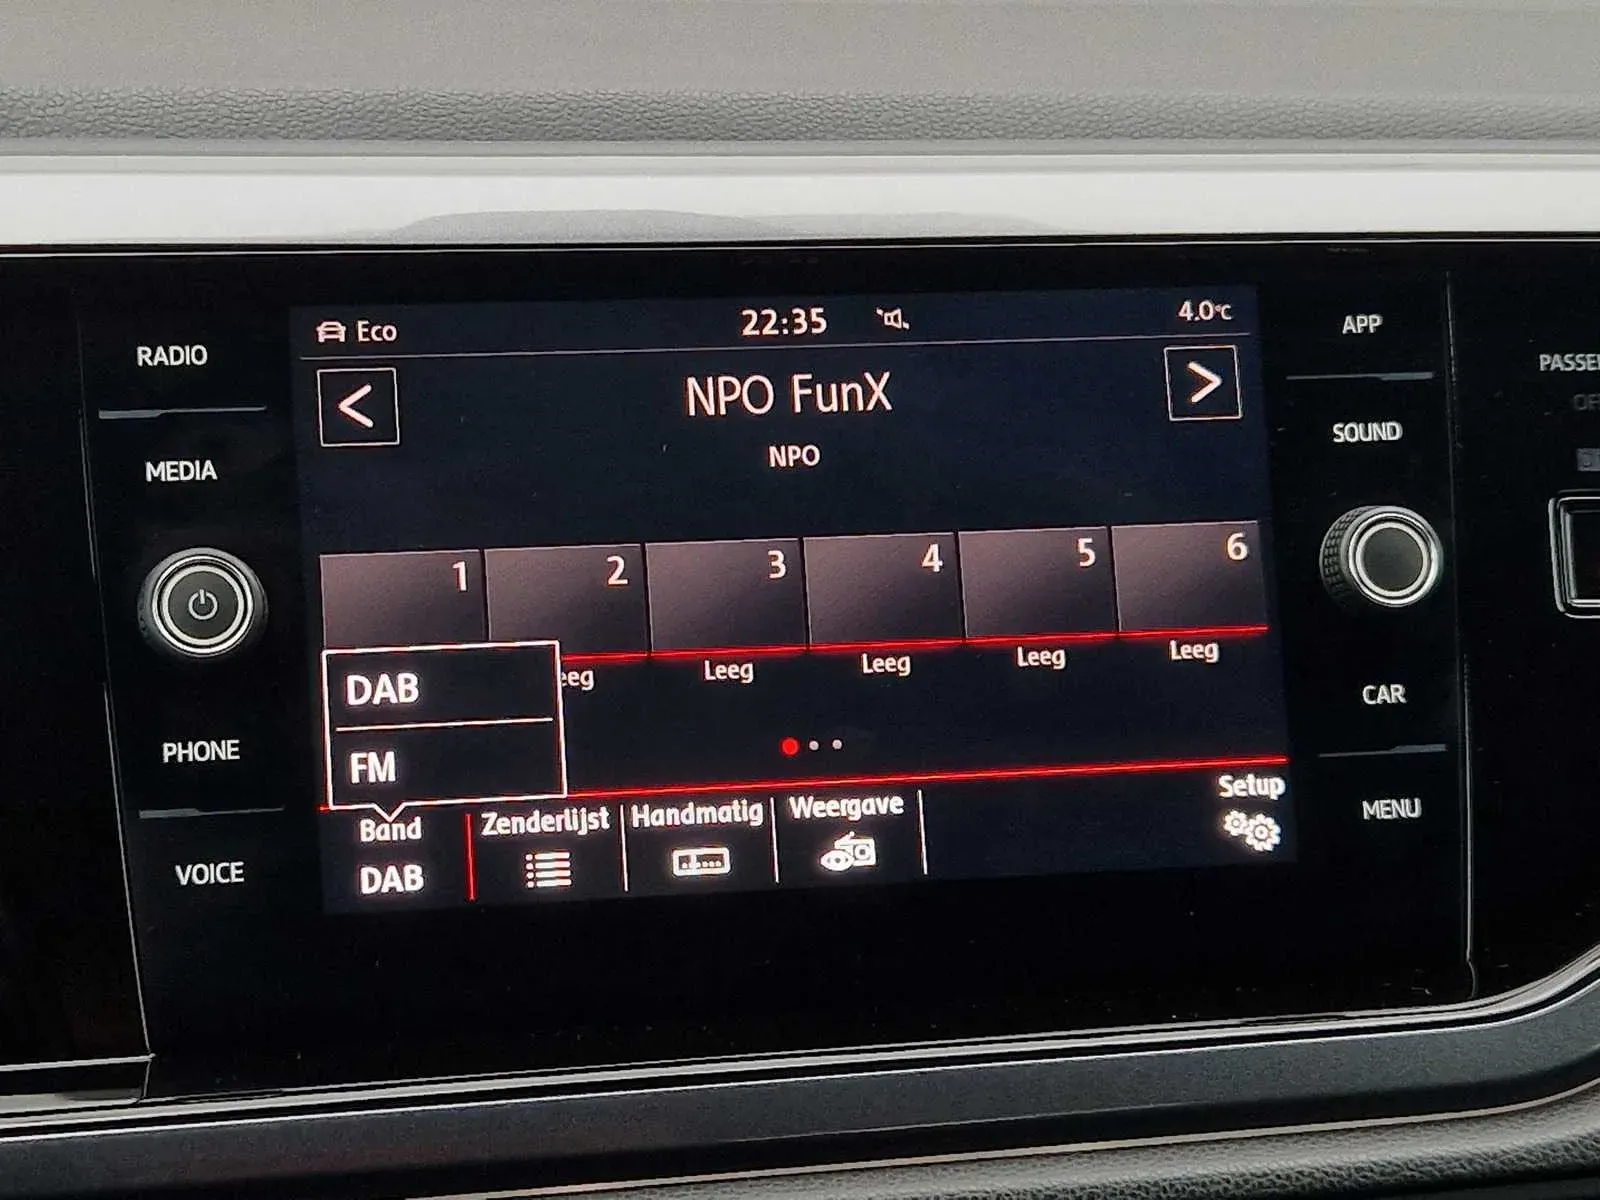 Eco
22:35
4.0°C
NPO FunX
NPO
1
2
3
4
5
6
Leeg
Leeg
Leeg
Leeg
DAB
FM
Band
DAB
Zenderlijst
Handmatig
Weergave
Setup
RADIO
MEDIA
PHONE
VOICE
APP
SOUND
CAR
MENU